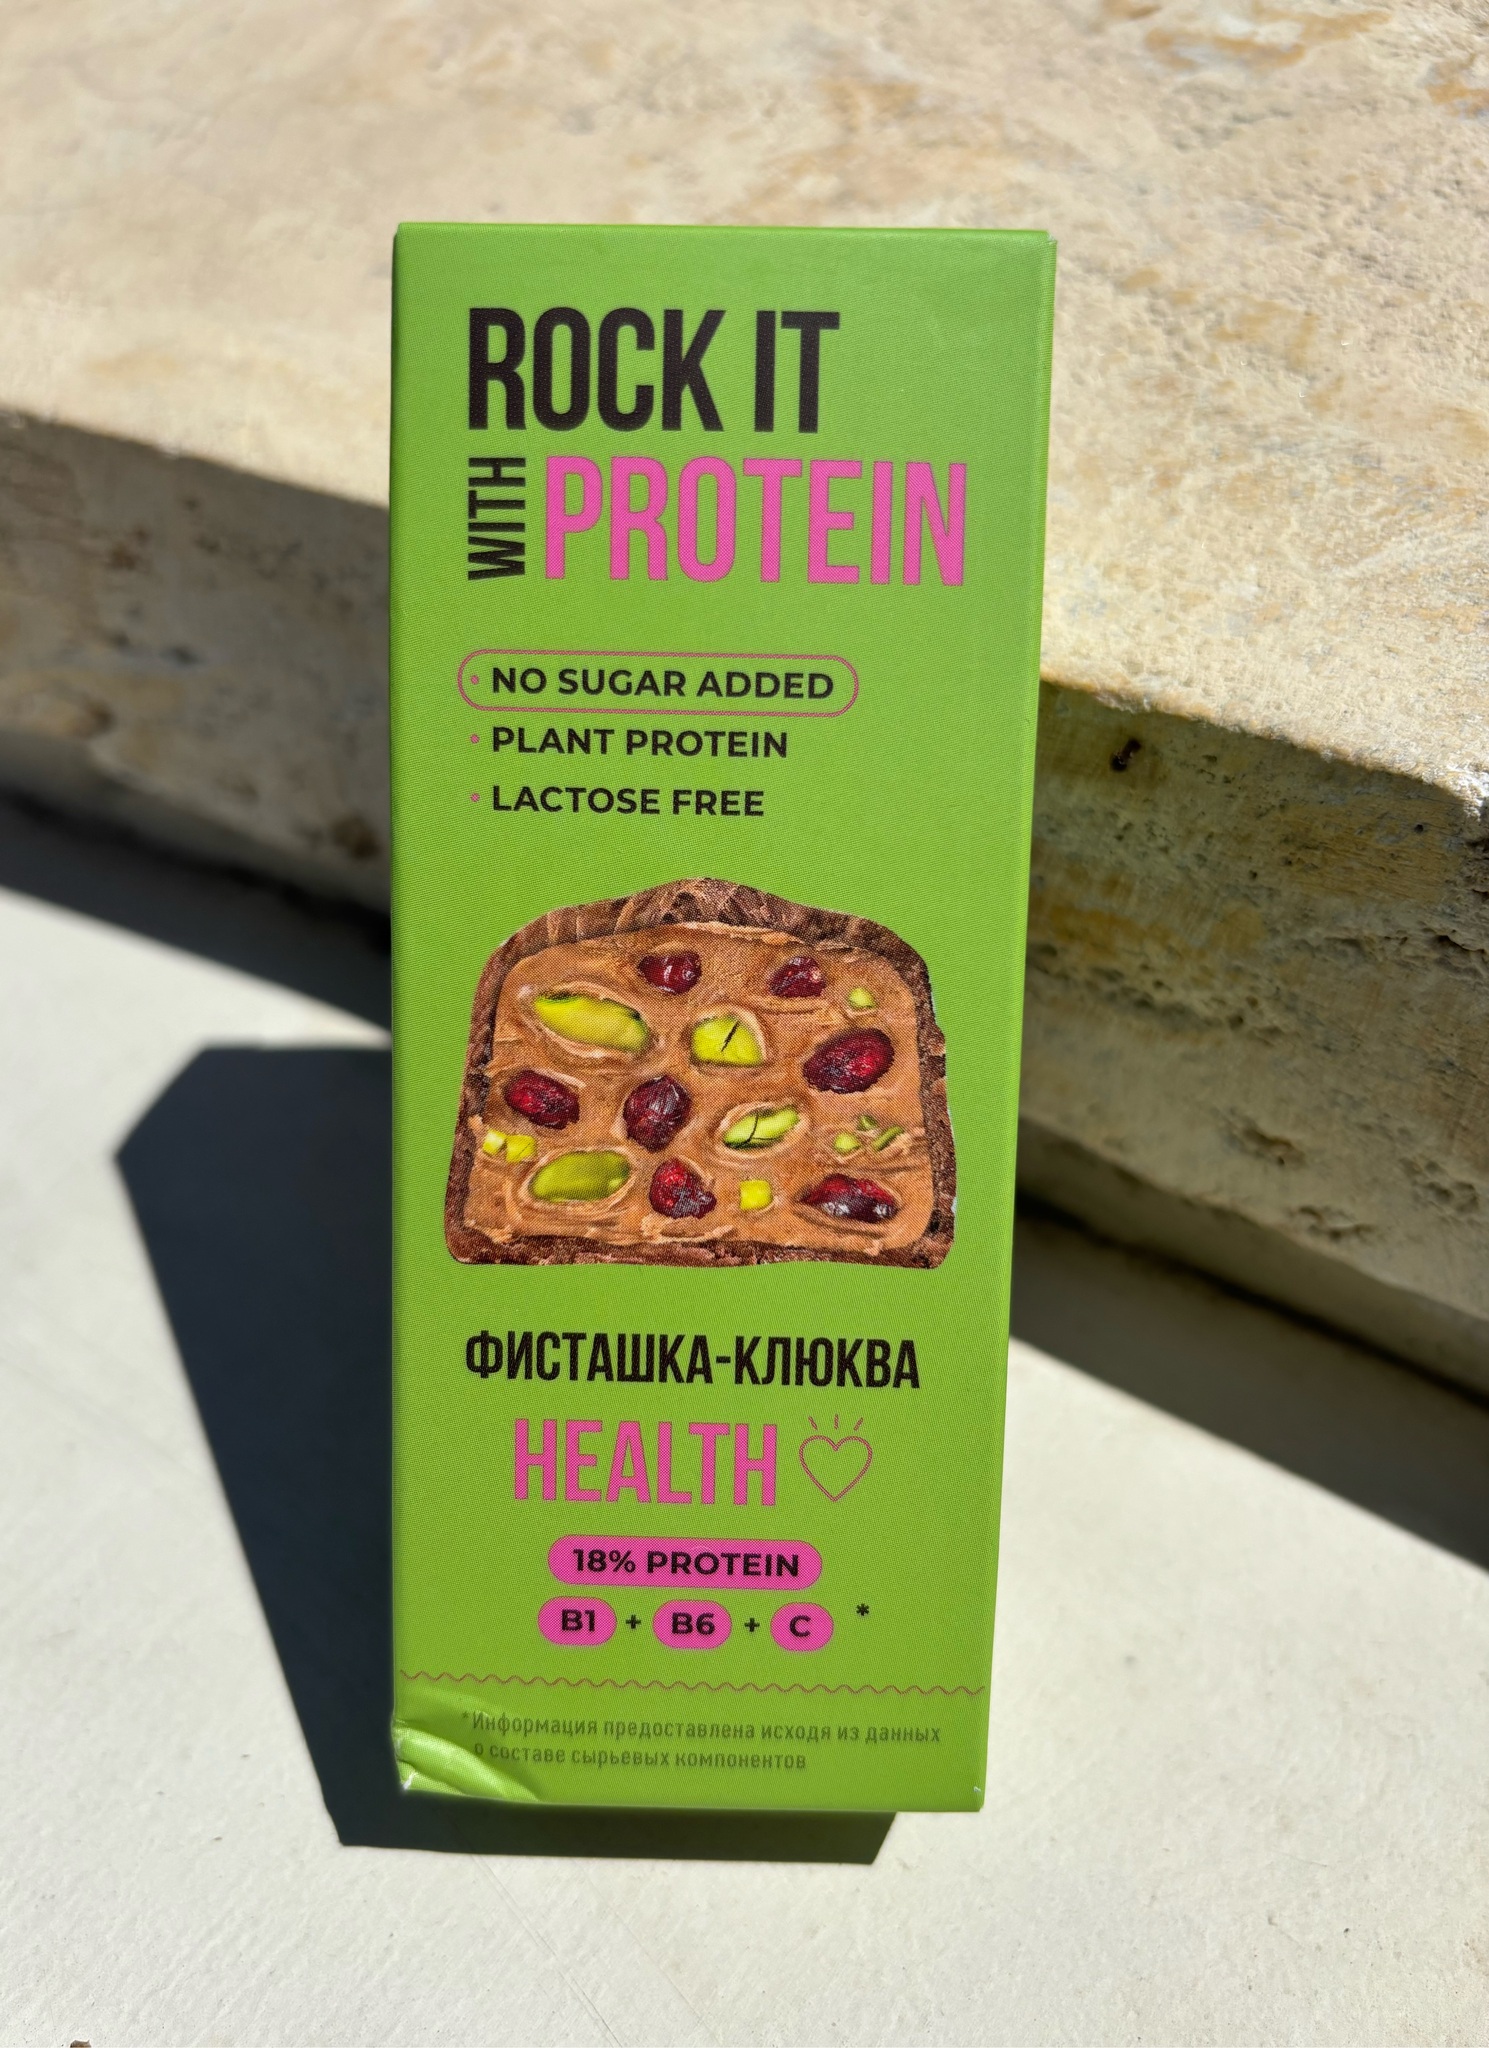 ROCK IT
WITH PROTEIN
• NO SUGAR ADDED
• PLANT PROTEIN
• LACTOSE FREE
ФИСТАШКА-КЛЮКВА
HEALTH
18% PROTEIN
B1 + B6 + C *
*Информация предоставлена исходя из данных
о составе сырьевых компонентов